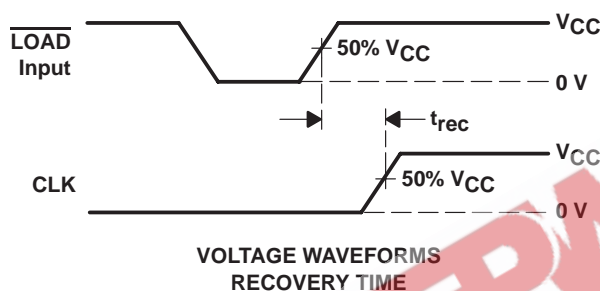 LOAD
Input
50% VCC
VCC
0 V
trec
CLK
50% VCC
VCC
0 V
VOLTAGE WAVEFORMS
RECOVERY TIME